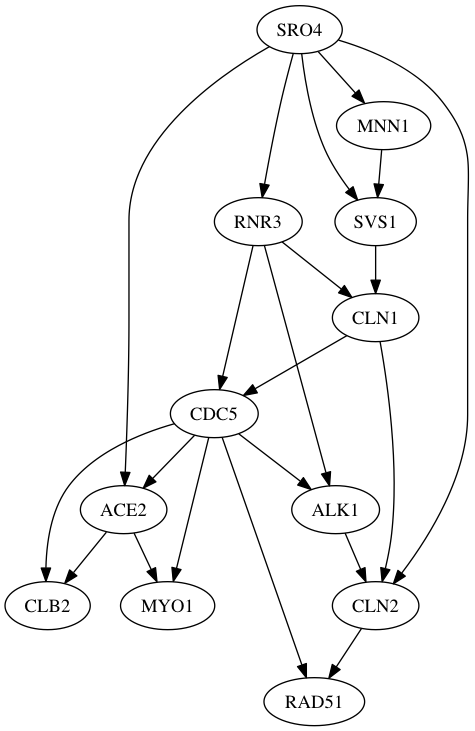 SRO4
MNN1
RNR3
SVS1
CLN1
CDC5
ACE2
ALK1
CLB2
MYO1
CLN2
RAD51